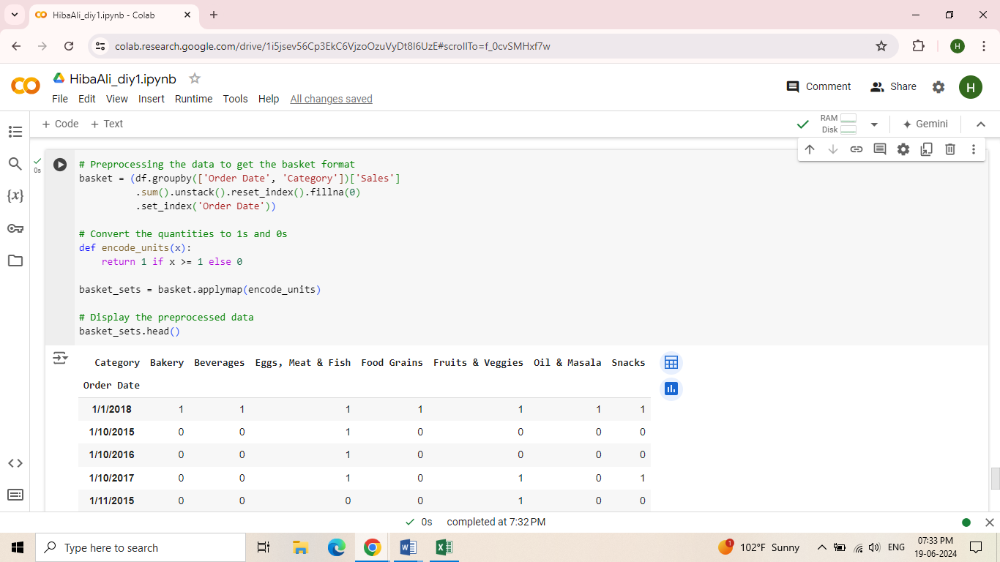 HibaAli_diy1.ipynb - Colab
colab.research.google.com/drive/1i5jsev56Cp3EkC6VjzoOzuVyDt8I6UzE#scrollTo=f_0cvSMHxf7w
H
HibaAli_diy1.ipynb
File Edit View Insert Runtime Tools Help All changes saved
Comment Share H
+ Code + Text
RAM
Disk
Gemini
0s
# Preprocessing the data to get the basket format
basket = (df.groupby(['Order Date', 'Category'])['Sales']
.sum().unstack().reset_index().fillna(0)
.set_index('Order Date'))
# Convert the quantities to 1s and 0s
def encode_units(x):
return 1 if x >= 1 else 0
basket_sets = basket.applymap(encode_units)
# Display the preprocessed data
basket_sets.head()
Category Bakery Beverages Eggs, Meat & Fish Food Grains Fruits & Veggies Oil & Masala Snacks
Order Date
1/1/2018 1 1 1 1 1 1 1
1/10/2015 0 0 1 0 0 0 0
1/10/2016 0 0 1 0 0 0 0
1/10/2017 0 0 1 0 1 0 1
1/11/2015 0 0 0 0 1 0 0
0s completed at 7:32 PM
Type here to search
1
102°F Sunny
ENG
07:33 PM
19-06-2024